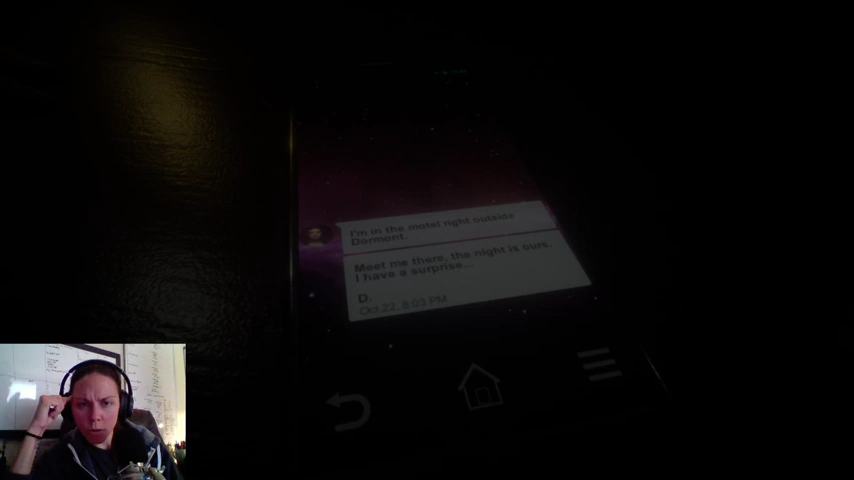 I'm in the motel right outside
Dormont.
Meet me there, the night is ours.
I have a surprise...
D.
Oct 22, 8:03 PM